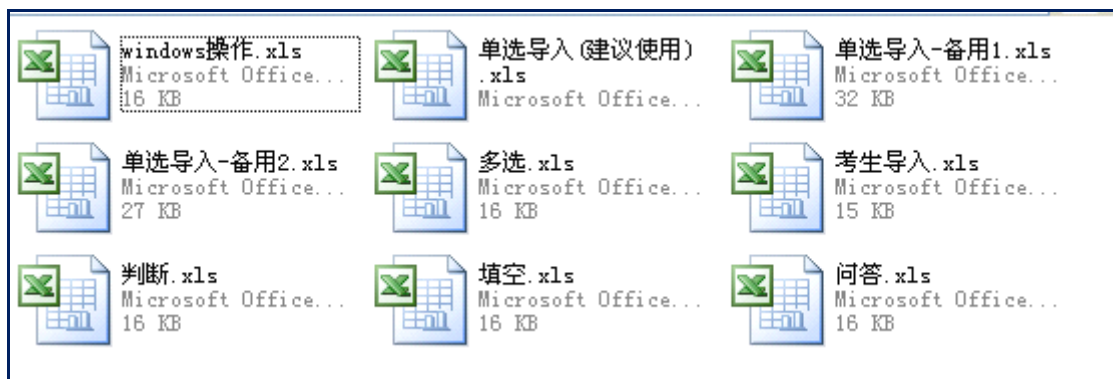 windows操作.xls
Microsoft Office...
16 KB
单选导入(建议使用)
.xls
Microsoft Office...
单选导入-备用1.xls
Microsoft Office...
32 KB
单选导入-备用2.xls
Microsoft Office...
27 KB
多选.xls
Microsoft Office...
16 KB
考生导入.xls
Microsoft Office...
15 KB
判断.xls
Microsoft Office...
16 KB
填空.xls
Microsoft Office...
16 KB
问答.xls
Microsoft Office...
16 KB